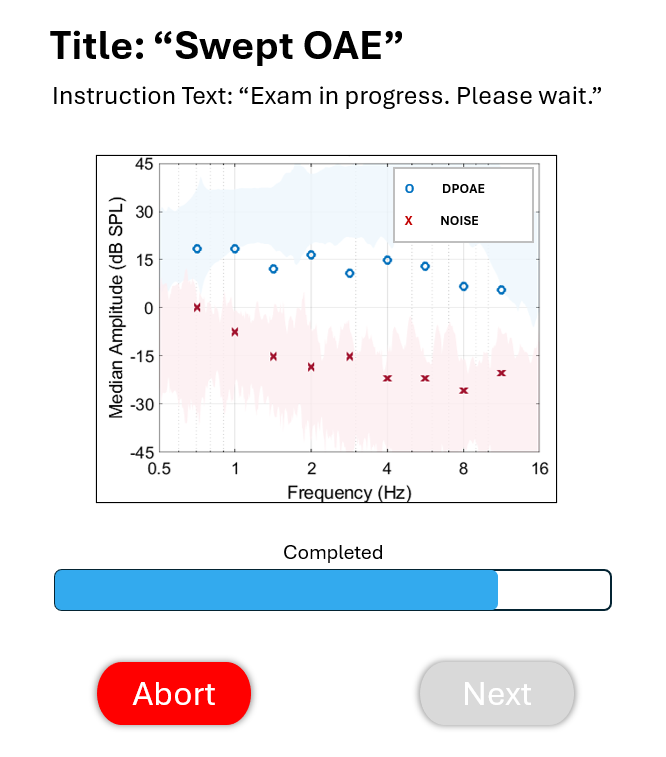 Title: “Swept OAE”
Instruction Text: “Exam in progress. Please wait.”
45
30
15
0
-15
-30
-45
Median Amplitude (dB SPL)
DPOAE
NOISE
0.5 1 2 4 8 16
Frequency (Hz)
Completed
Abort Next